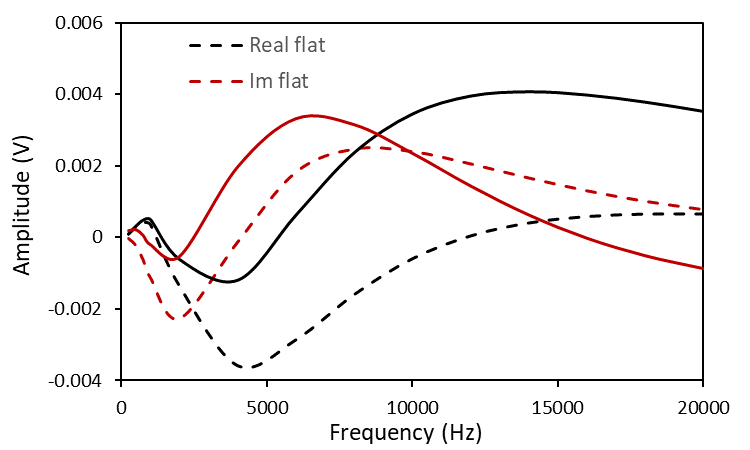 0.006
Real flat
0.004
Im flat
0.002
Amplitude (V)
0
-0.002
-0.004
0 5000 10000 15000 20000
Frequency (Hz)